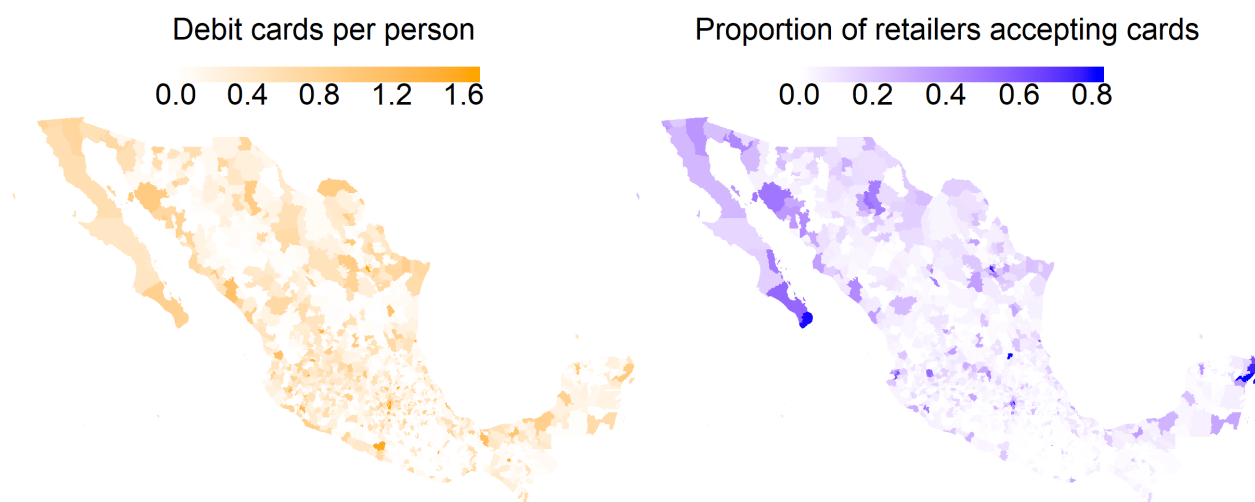 Debit cards per person
0.0 0.4 0.8 1.2 1.6
Proportion of retailers accepting cards
0.0 0.2 0.4 0.6 0.8